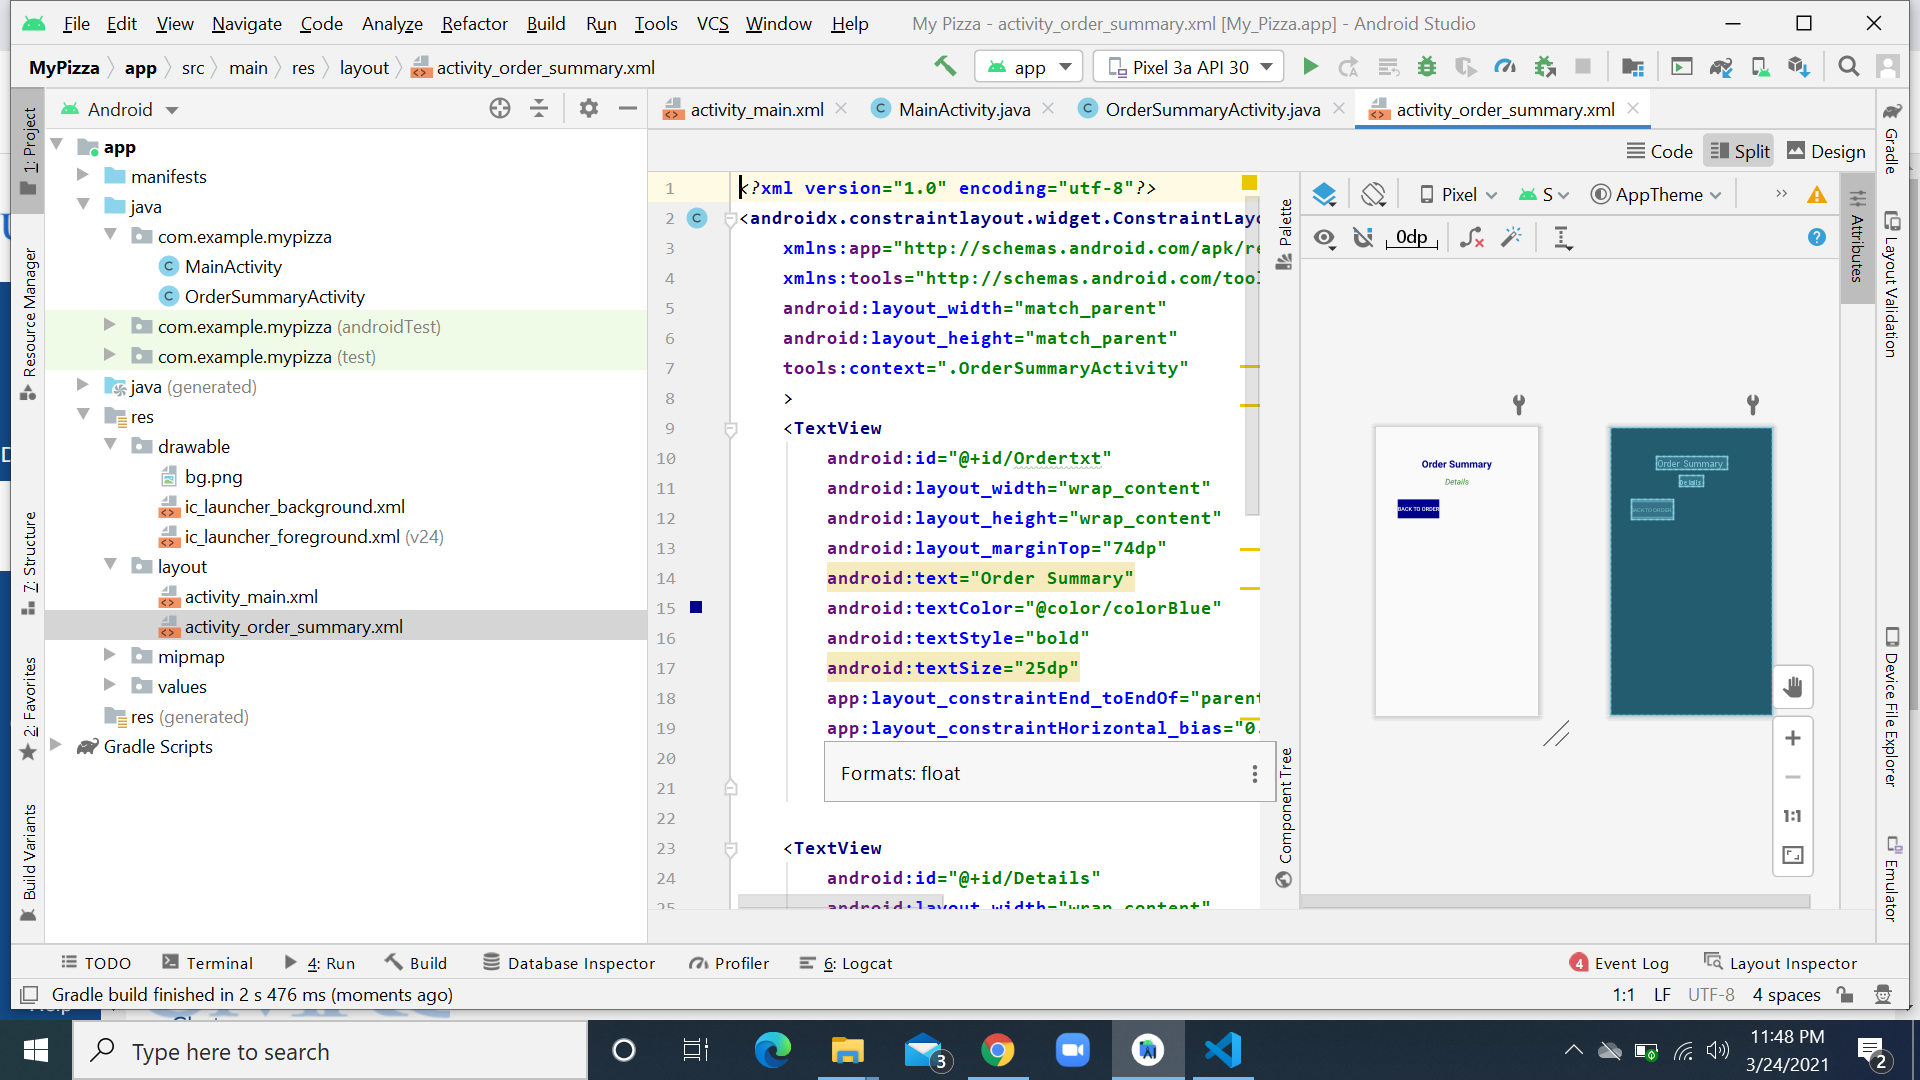 File Edit View Navigate Code Analyze Refactor Build Run Tools VCS Window Help My Pizza - activity_order_summary.xml [My_Pizza.app] - Android Studio
MyPizza app src main res layout activity_order_summary.xml app Pixel 3a API 30
1: Project
Resource Manager
7: Structure
2: Favorites
Build Variants
Android
app
manifests
java
com.example.mypizza
MainActivity
OrderSummaryActivity
com.example.mypizza (androidTest)
com.example.mypizza (test)
java (generated)
res
drawable
bg.png
ic_launcher_background.xml
ic_launcher_foreground.xml (v24)
layout
activity_main.xml
activity_order_summary.xml
mipmap
values
res (generated)
Gradle Scripts
activity_main.xml MainActivity.java OrderSummaryActivity.java activity_order_summary.xml
Code Split Design
1 <?xml version="1.0" encoding="utf-8"?>
2 <androidx.constraintlayout.widget.ConstraintLayo
3 xmlns:app="http://schemas.android.com/apk/re
4 xmlns:tools="http://schemas.android.com/tool
5 android:layout_width="match_parent"
6 android:layout_height="match_parent"
7 tools:context=".OrderSummaryActivity"
8 >
9 <TextView
10 android:id="@+id/Ordertxt"
11 android:layout_width="wrap_content"
12 android:layout_height="wrap_content"
13 android:layout_marginTop="74dp"
14 android:text="Order Summary"
15 android:textColor="@color/colorBlue"
16 android:textStyle="bold"
17 android:textSize="25dp"
18 app:layout_constraintEnd_toEndOf="parent
19 app:layout_constraintHorizontal_bias="0.
20
Formats: float
21
22
23 <TextView
24 android:id="@+id/Details"
25 android:layout_width="wrap_content"
Palette
Component Tree
Pixel S AppTheme
0dp
Order Summary
Details
BACK TO ORDER
Order Summary
Details
BACK TO ORDER
1:1
Attributes
Gradle
Layout Validation
Device File Explorer
Emulator
TODO Terminal 4: Run Build Database Inspector Profiler 6: Logcat 4 Event Log Layout Inspector
Gradle build finished in 2 s 476 ms (moments ago) 1:1 LF UTF-8 4 spaces
Type here to search
3
11:48 PM
3/24/2021
2